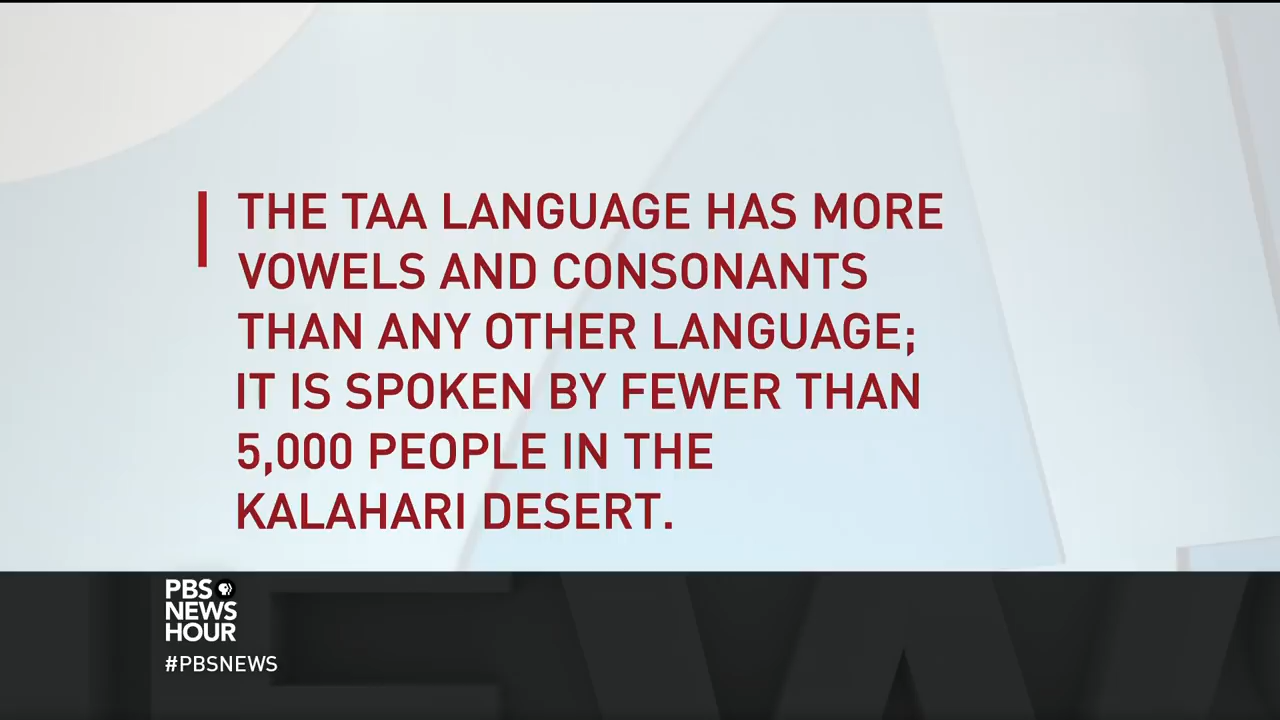 THE TAA LANGUAGE HAS MORE
VOWELS AND CONSONANTS
THAN ANY OTHER LANGUAGE;
IT IS SPOKEN BY FEWER THAN
5,000 PEOPLE IN THE
KALAHARI DESERT.
PBS
NEWS
HOUR
#PBSNEWS